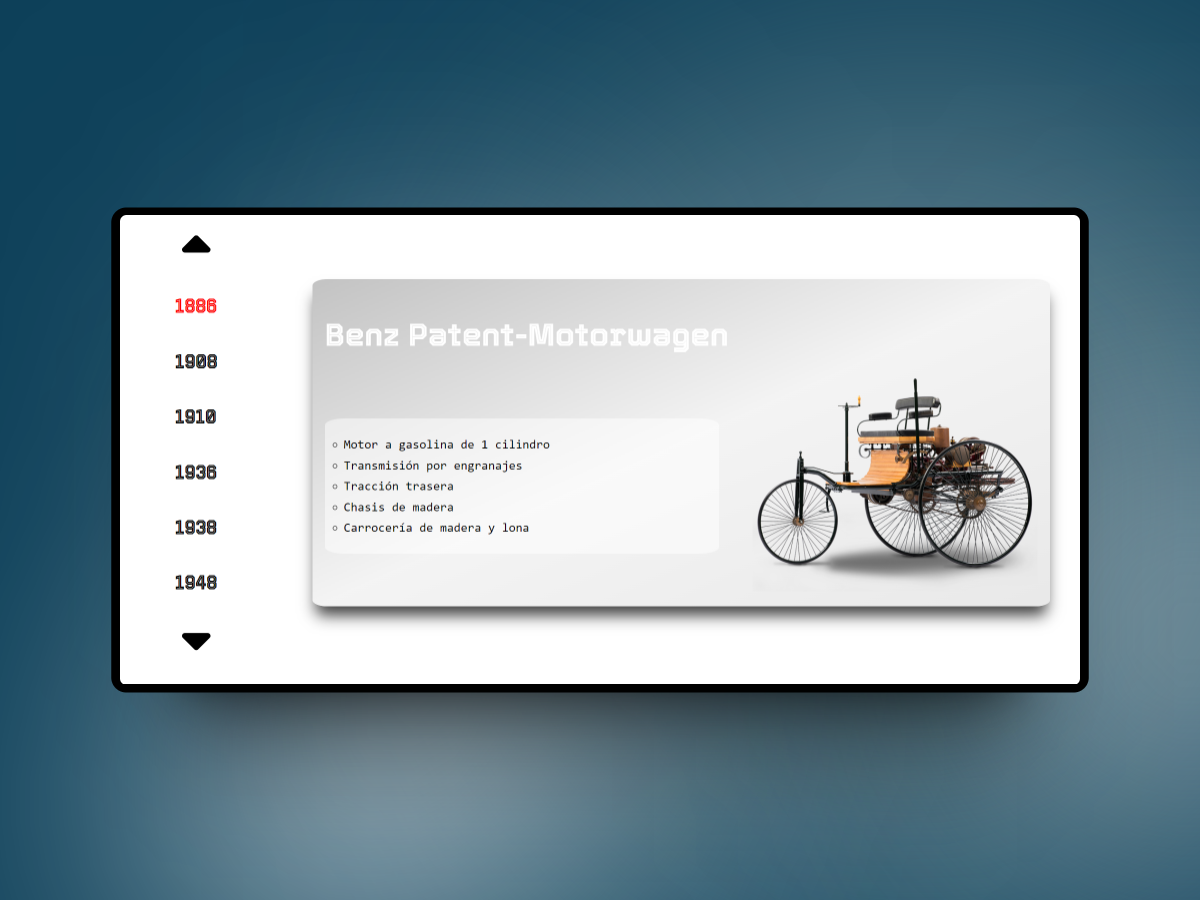 1886
1908
1910
1936
1938
1948
Benz Patent-Motorwagen
Motor a gasolina de 1 cilindro
Transmisión por engranajes
Tracción trasera
Chasis de madera
Carrocería de madera y lona